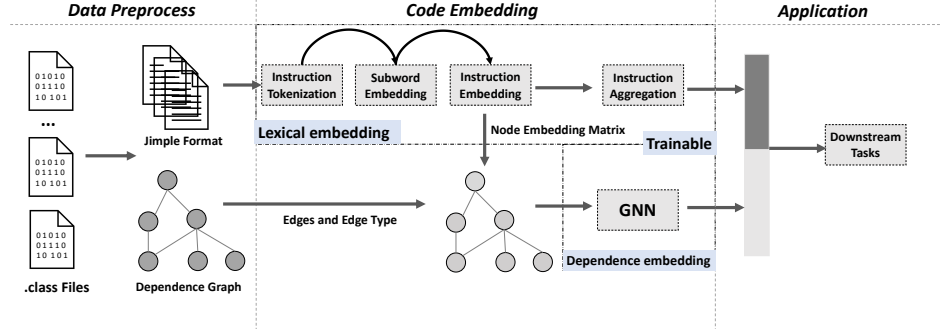 Data Preprocess
Code Embedding
Application
01010
01110
10 101
...
01010
01110
10 101
01010
01110
10 101
.class Files
Jimple Format
Dependence Graph
Instruction
Tokenization
Subword
Embedding
Instruction
Embedding
Instruction
Aggregation
Lexical embedding
Node Embedding Matrix
Trainable
Edges and Edge Type
GNN
Dependence embedding
Downstream
Tasks